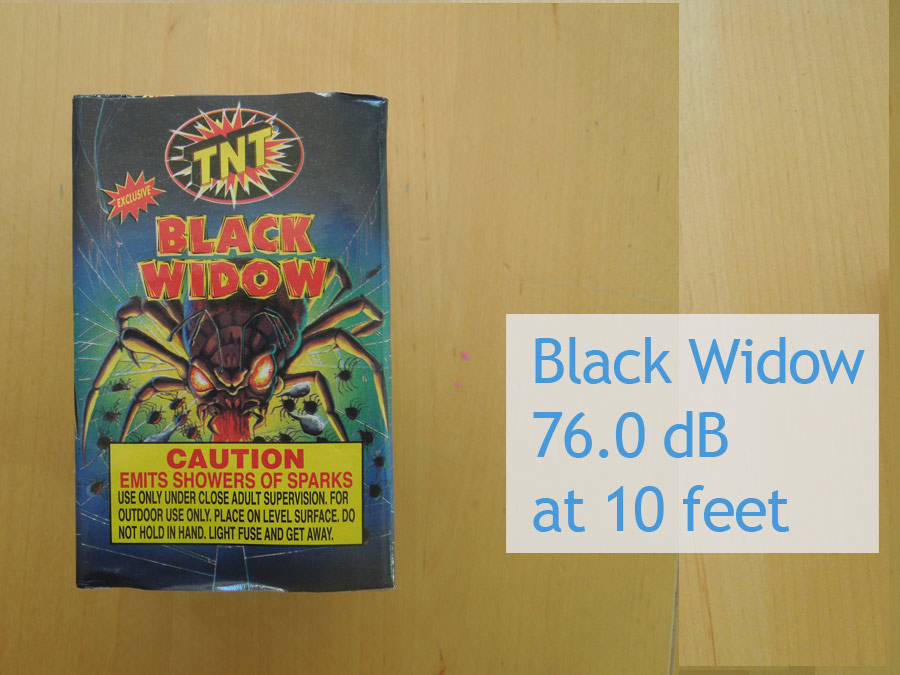 TNT
EXCLUSIVE
BLACK
WIDOW
CAUTION
EMITS SHOWERS OF SPARKS
USE ONLY UNDER CLOSE ADULT SUPERVISION. FOR
OUTDOOR USE ONLY. PLACE ON LEVEL SURFACE. DO
NOT HOLD IN HAND. LIGHT FUSE AND GET AWAY.
Black Widow
76.0 dB
at 10 feet